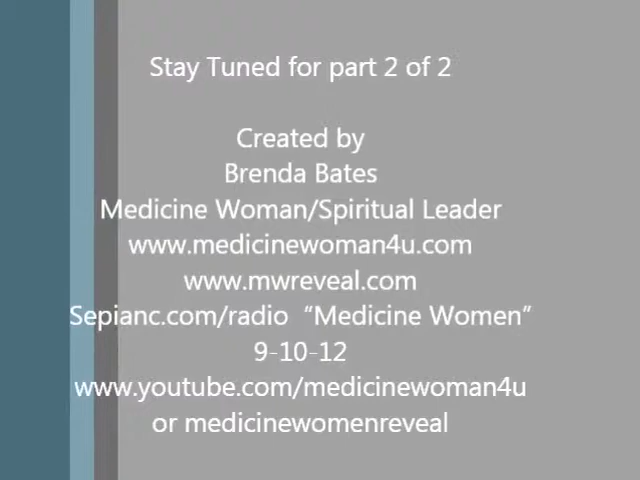 Stay Tuned for part 2 of 2
Created by
Brenda Bates
Medicine Woman/Spiritual Leader
www.medicinewoman4u.com
www.mwreveal.com
Sepianc.com/radio “Medicine Women”
9-10-12
www.youtube.com/medicinewoman4u
or medicinewomenreveal